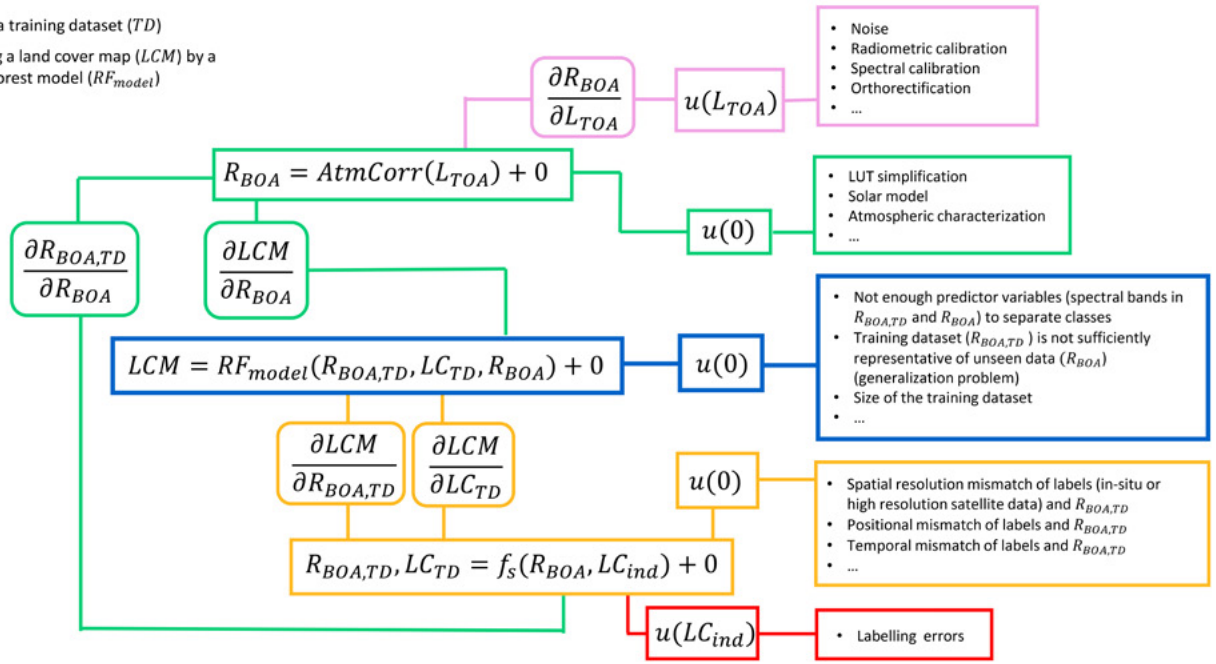 a training dataset (TD)
g a land cover map (LCM) by a
orest model (RF_model)
∂R_BOA / ∂L_TOA
u(L_TOA)
• Noise
• Radiometric calibration
• Spectral calibration
• Orthorectification
• ...
R_BOA = AtmCorr(L_TOA) + 0
u(0)
• LUT simplification
• Solar model
• Atmospheric characterization
• ...
∂R_BOA,TD / ∂R_BOA
∂LCM / ∂R_BOA
LCM = RF_model(R_BOA,TD, LC_TD, R_BOA) + 0
u(0)
• Not enough predictor variables (spectral bands in
R_BOA,TD and R_BOA) to separate classes
• Training dataset (R_BOA,TD ) is not sufficiently
representative of unseen data (R_BOA)
(generalization problem)
• Size of the training dataset
• ...
∂LCM / ∂R_BOA,TD
∂LCM / ∂LC_TD
u(0)
• Spatial resolution mismatch of labels (in-situ or
high resolution satellite data) and R_BOA,TD
• Positional mismatch of labels and R_BOA,TD
• Temporal mismatch of labels and R_BOA,TD
• ...
R_BOA,TD, LC_TD = f_s(R_BOA, LC_ind) + 0
u(LC_ind)
• Labelling errors